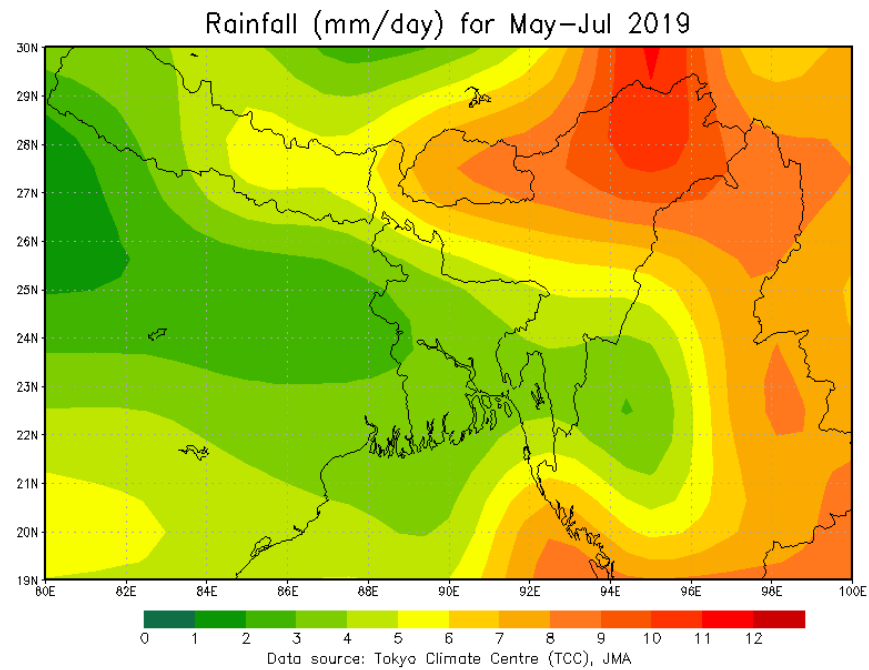 Rainfall (mm/day) for May-Jul 2019
30N
29N
28N
27N
26N
25N
24N
23N
22N
21N
20N
19N
80E 82E 84E 86E 88E 90E 92E 94E 96E 98E 100E
0 1 2 3 4 5 6 7 8 9 10 11 12
Data source: Tokyo Climate Centre (TCC), JMA